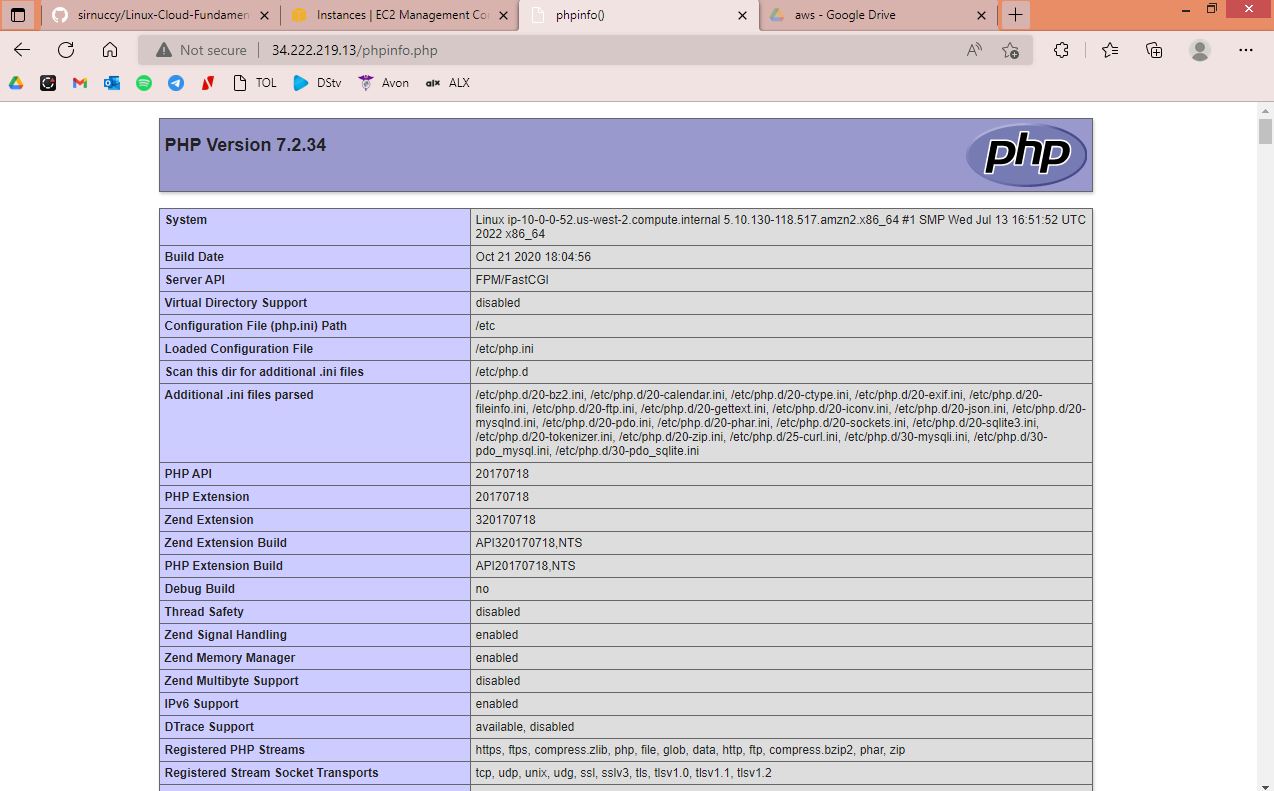 sirnuccy/Linux-Cloud-Fundamen
Instances | EC2 Management Co
phpinfo()
aws - Google Drive
Not secure
34.222.219.13/phpinfo.php
TOL
DStv
Avon
alx
ALX
PHP Version 7.2.34
php
System
Linux ip-10-0-0-52.us-west-2.compute.internal 5.10.130-118.517.amzn2.x86_64 #1 SMP Wed Jul 13 16:51:52 UTC
2022 x86_64
Build Date
Oct 21 2020 18:04:56
Server API
FPM/FastCGI
Virtual Directory Support
disabled
Configuration File (php.ini) Path
/etc
Loaded Configuration File
/etc/php.ini
Scan this dir for additional .ini files
/etc/php.d
Additional .ini files parsed
/etc/php.d/20-bz2.ini, /etc/php.d/20-calendar.ini, /etc/php.d/20-ctype.ini, /etc/php.d/20-exif.ini, /etc/php.d/20-
fileinfo.ini, /etc/php.d/20-ftp.ini, /etc/php.d/20-gettext.ini, /etc/php.d/20-iconv.ini, /etc/php.d/20-json.ini, /etc/php.d/20-
mysqlnd.ini, /etc/php.d/20-pdo.ini, /etc/php.d/20-phar.ini, /etc/php.d/20-sockets.ini, /etc/php.d/20-sqlite3.ini,
/etc/php.d/20-tokenizer.ini, /etc/php.d/20-zip.ini, /etc/php.d/25-curl.ini, /etc/php.d/30-mysqli.ini, /etc/php.d/30-
pdo_mysql.ini, /etc/php.d/30-pdo_sqlite.ini
PHP API
20170718
PHP Extension
20170718
Zend Extension
320170718
Zend Extension Build
API320170718,NTS
PHP Extension Build
API20170718,NTS
Debug Build
no
Thread Safety
disabled
Zend Signal Handling
enabled
Zend Memory Manager
enabled
Zend Multibyte Support
disabled
IPv6 Support
enabled
DTrace Support
available, disabled
Registered PHP Streams
https, ftps, compress.zlib, php, file, glob, data, http, ftp, compress.bzip2, phar, zip
Registered Stream Socket Transports
tcp, udp, unix, udg, ssl, sslv3, tls, tlsv1.0, tlsv1.1, tlsv1.2